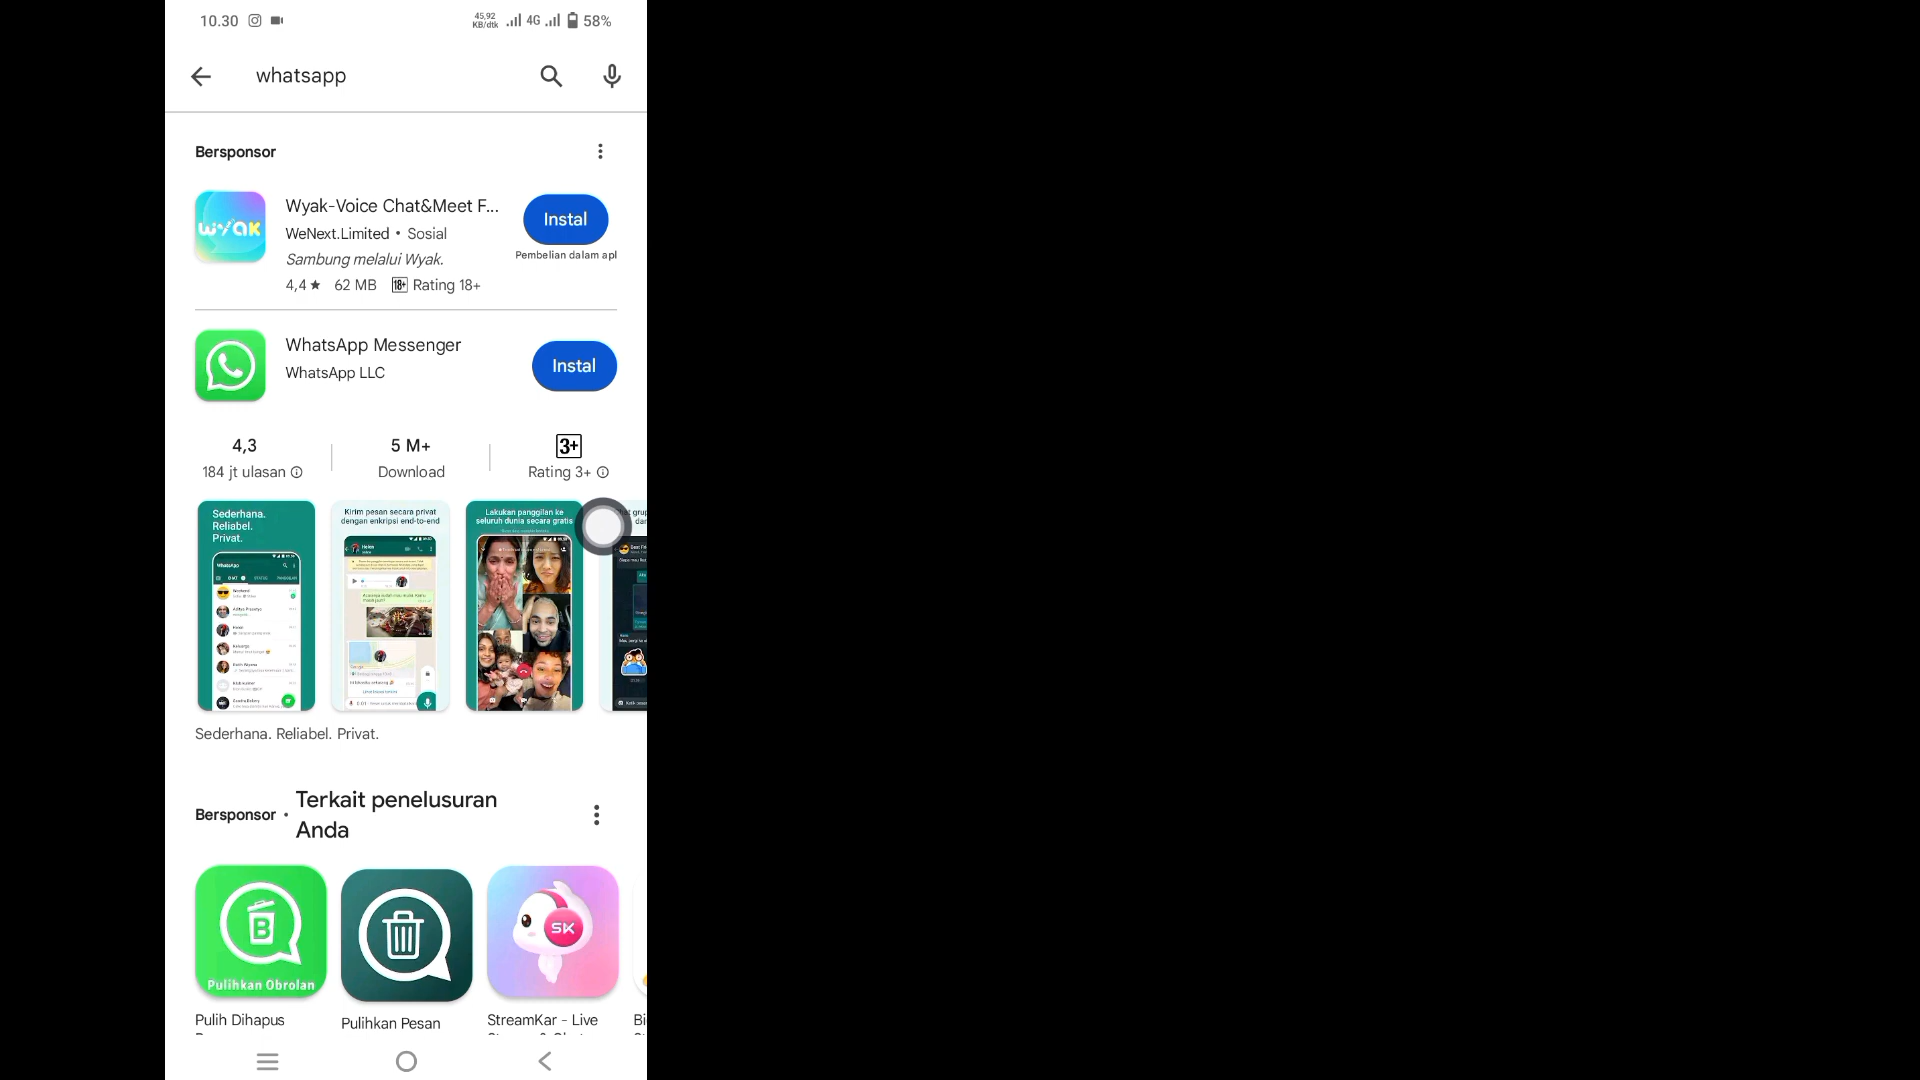 10.30
45,92
KB/dtk
4G
58%
whatsapp
Bersponsor
WYAK
Wyak-Voice Chat&Meet F...
Instal
WeNext.Limited • Sosial
Sambung melalui Wyak.
Pembelian dalam apl
4,4★ 62 MB 18+ Rating 18+
WhatsApp Messenger
WhatsApp LLC
Instal
4,3
184 jt ulasan
5 M+
Download
3+
Rating 3+
Sederhana.
Reliabel.
Privat.
WhatsApp
Kirim pesan secara privat
dengan enkripsi end-to-end
Lakukan panggilan ke
seluruh dunia secara gratis
Sederhana. Reliabel. Privat.
Bersponsor •
Terkait penelusuran
Anda
B
Pulihkan Obrolan
SK
Pulih Dihapus
Pulihkan Pesan
StreamKar - Live